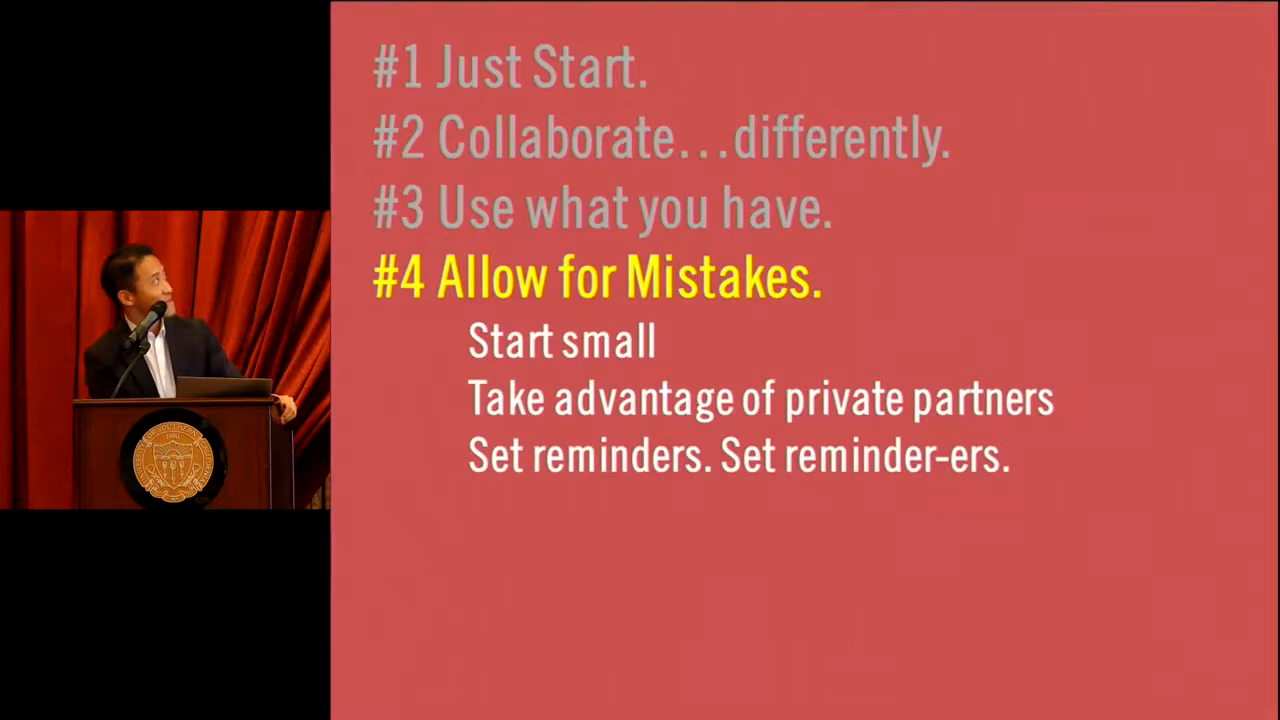 #1 Just Start.
#2 Collaborate…differently.
#3 Use what you have.
#4 Allow for Mistakes.
Start small
Take advantage of private partners
Set reminders. Set reminder-ers.